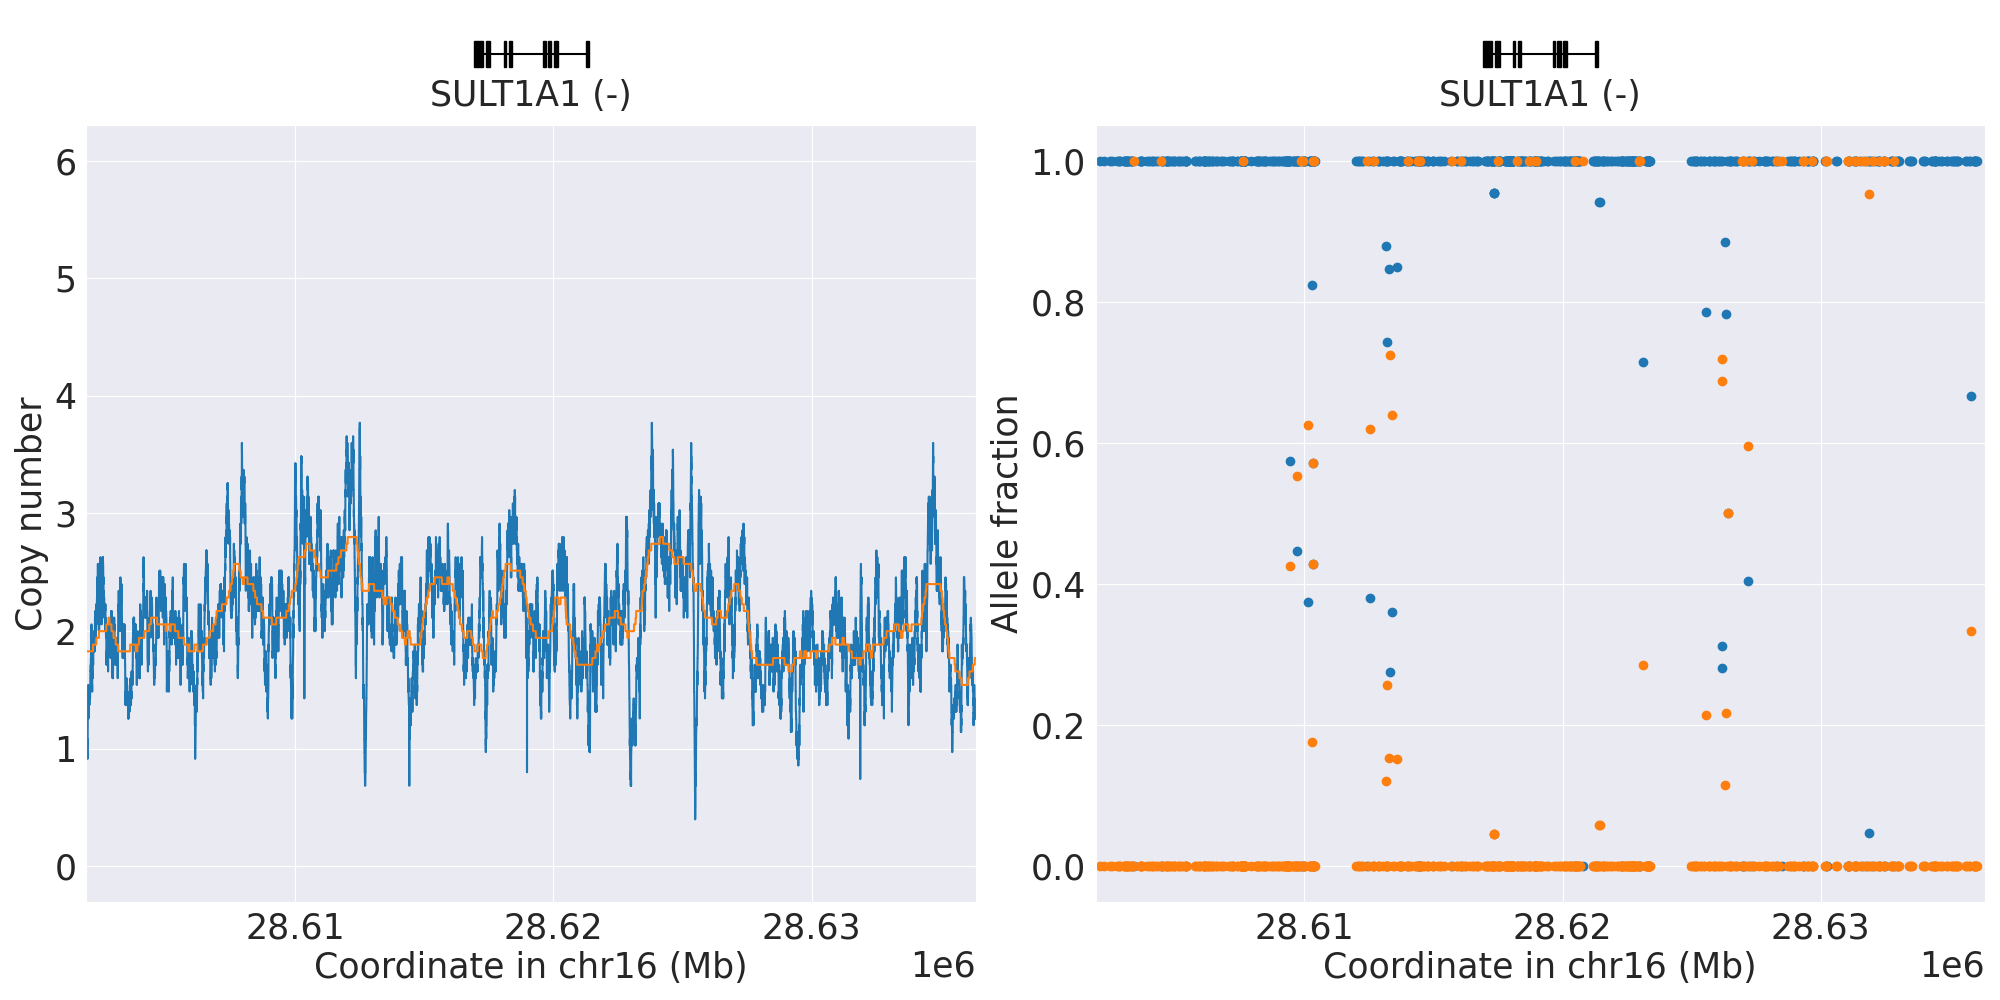 SULT1A1 (-)
6
5
4
3
2
1
0
Copy number
28.61
28.62
28.63
Coordinate in chr16 (Mb)
1e6
SULT1A1 (-)
1.0
0.8
0.6
0.4
0.2
0.0
Allele fraction
28.61
28.62
28.63
Coordinate in chr16 (Mb)
1e6